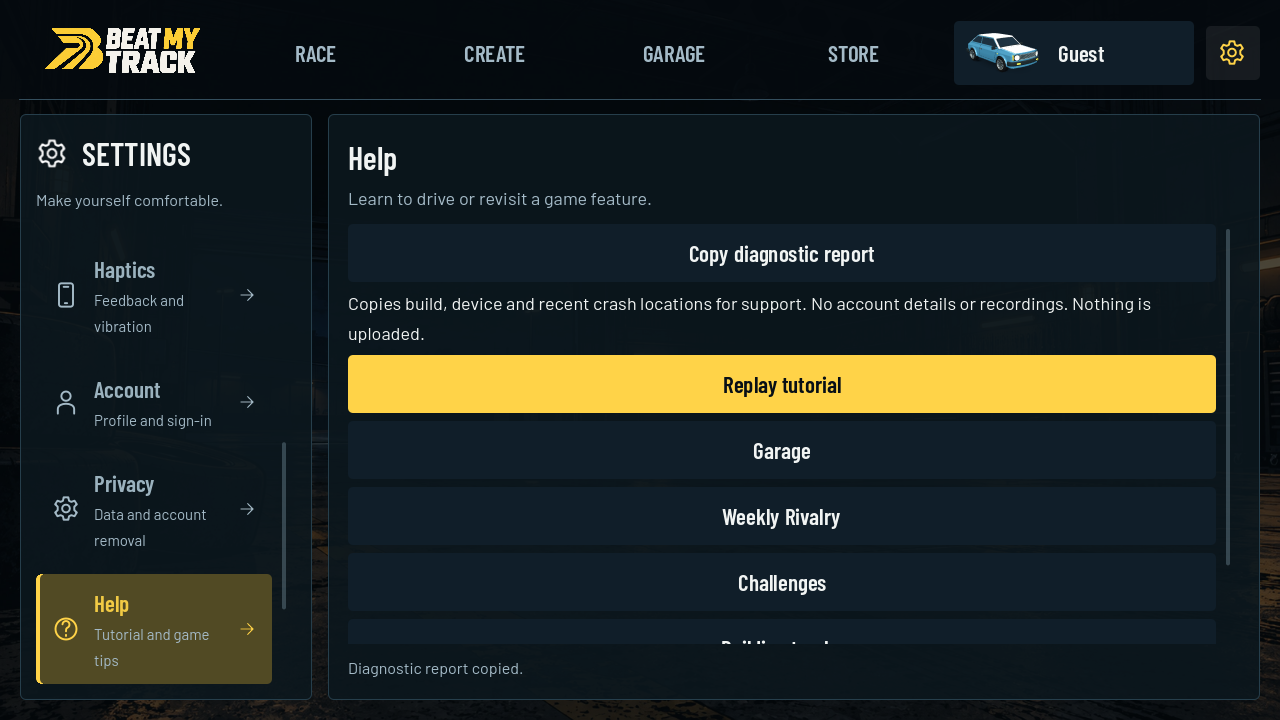 BEAT MY TRACK
RACE
CREATE
GARAGE
STORE
Guest
SETTINGS
Make yourself comfortable.
Haptics
Feedback and
vibration
Account
Profile and sign-in
Privacy
Data and account
removal
Help
Tutorial and game
tips
Help
Learn to drive or revisit a game feature.
Copy diagnostic report
Copies build, device and recent crash locations for support. No account details or recordings. Nothing is
uploaded.
Replay tutorial
Garage
Weekly Rivalry
Challenges
Diagnostic report copied.